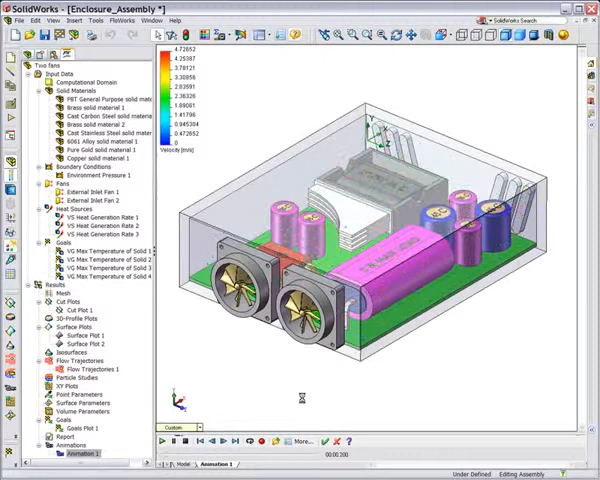 SolidWorks - [Enclosure_Assembly *]
File Edit View Insert Tools FloWorks Window Help
SolidWorks Search
Two fans
Input Data
Computational Domain
Solid Materials
PBT General Purpose solid mate
Brass solid material 1
Cast Carbon Steel solid materia
Brass solid material 2
Cast Stainless Steel solid materi
6061 Alloy solid material 1
Pure Gold solid material 1
Copper solid material 1
Boundary Conditions
Environment Pressure 1
Fans
External Inlet Fan 1
External Inlet Fan 2
Heat Sources
VS Heat Generation Rate 1
VS Heat Generation Rate 2
VS Heat Generation Rate 3
Goals
VG Max Temperature of Solid 1
VG Max Temperature of Solid 2
VG Max Temperature of Solid 3
VG Max Temperature of Solid 4
Results
Mesh
Cut Plots
Cut Plot 1
3D-Profile Plots
Surface Plots
Surface Plot 1
Surface Plot 2
Isosurfaces
Flow Trajectories
Flow Trajectories 1
Particle Studies
XY Plots
Point Parameters
Surface Parameters
Volume Parameters
Goals
Goals Plot 1
Report
Animations
Animation 1
4.72652
4.25387
3.78121
3.30856
2.83591
2.36326
1.89061
1.41796
0.945304
0.472652
0
Velocity [m/s]
Y
X
Z
Custom
More...
00:00.200
Model Animation 1
Under Defined Editing Assembly